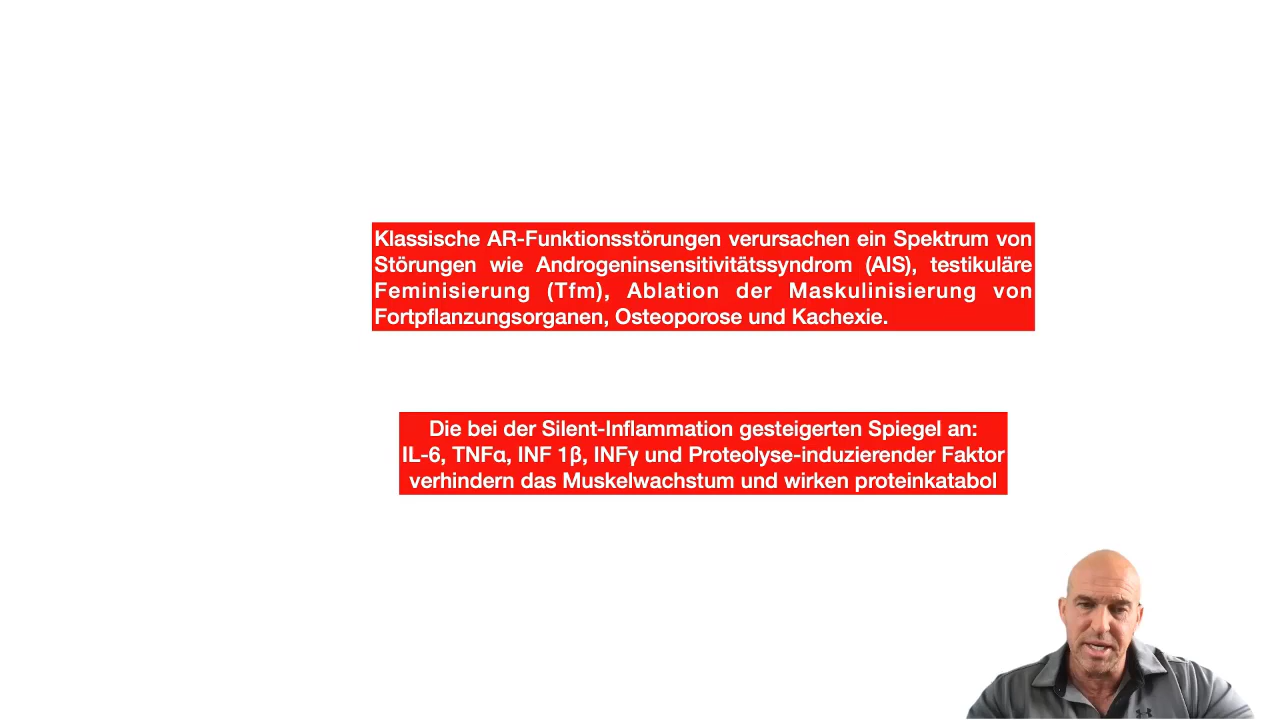 Klassische AR-Funktionsstörungen verursachen ein Spektrum von
Störungen wie Androgeninsensitivitätssyndrom (AIS), testikuläre
Feminisierung (Tfm), Ablation der Maskulinisierung von
Fortpflanzungsorganen, Osteoporose und Kachexie.
Die bei der Silent-Inflammation gesteigerten Spiegel an:
IL-6, TNFα, INF 1β, INFγ und Proteolyse-induzierender Faktor
verhindern das Muskelwachstum und wirken proteinkatabol